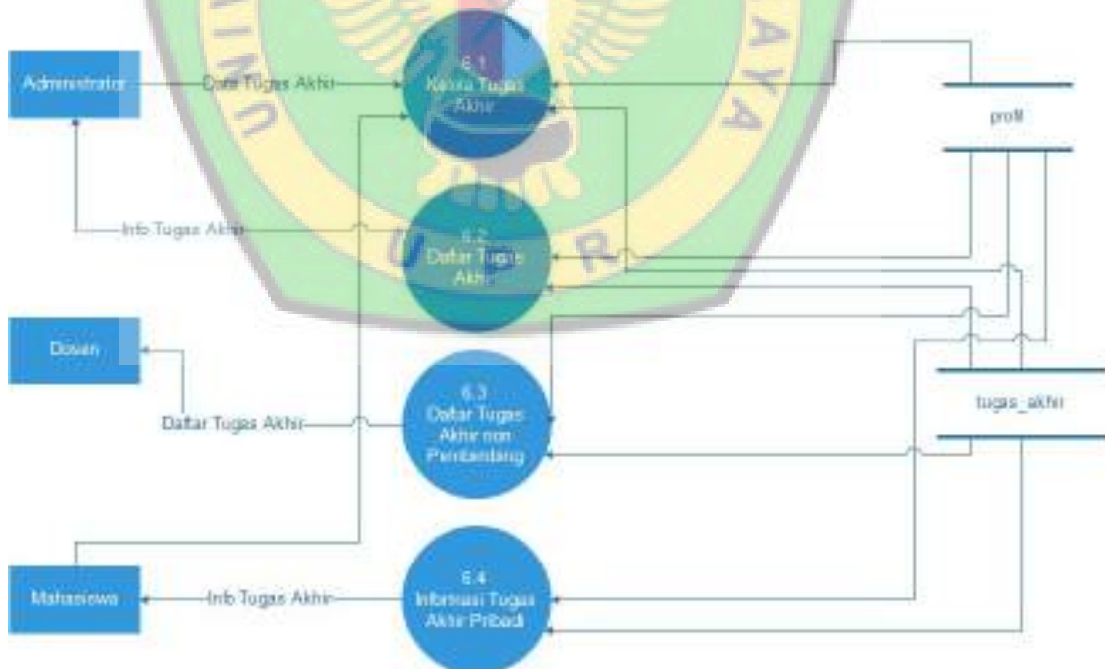 Administrator
Data Tugas Akhir
6.1
Tugas
Akhir
profil
Info Tugas Akhir
6.2
Daftar Tugas
Akhir
UNI
AYA
U P R
Dosen
Daftar Tugas Akhir
6.3
Daftar Tugas
Akhir non
tugas_akhir
Mahasiswa
Info Tugas Akhir
6.4
Informasi Tugas
Akhir Pribadi